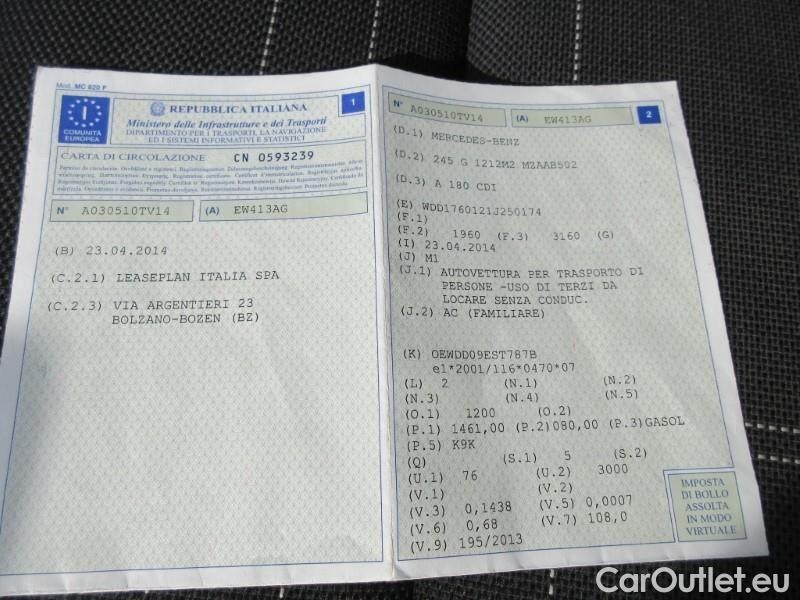 Mod. MC 820 F
I
COMUNITÀ
EUROPEA
REPUBBLICA ITALIANA
1
Ministero delle Infrastrutture e dei Trasporti
DIPARTIMENTO PER I TRASPORTI, LA NAVIGAZIONE
ED I SISTEMI INFORMATIVI E STATISTICI
CARTA DI CIRCOLAZIONE CN 0593239
N° A030510TV14 (A) EW413AG
(B) 23.04.2014
(C.2.1) LEASEPLAN ITALIA SPA
(C.2.3) VIA ARGENTIERI 23
BOLZANO-BOZEN (BZ)
N° A030510TV14 (A) EW413AG 2
(D.1) MERCEDES-BENZ
(D.2) 245 G 1212M2 MZAAB502
(D.3) A 180 CDI
(E) WDD1760121J250174
(F.1)
(F.2) 1960 (F.3) 3160 (G)
(I) 23.04.2014
(J) M1
(J.1) AUTOVETTURA PER TRASPORTO DI
PERSONE -USO DI TERZI DA
LOCARE SENZA CONDUC.
(J.2) AC (FAMILIARE)
(K) OEWDD09EST787B
e1*2001/116*0470*07
(L) 2 (N.1) (N.2)
(N.3) (N.4) (N.5)
(O.1) 1200 (O.2)
(P.1) 1461,00 (P.2)080,00 (P.3)GASOL
(P.5) K9K
(Q) (S.1) 5 (S.2)
(U.1) 76 (U.2) 3000
(V.1) (V.2)
(V.3) 0,1438 (V.5) 0,0007
(V.6) 0,68 (V.7) 108,0
(V.9) 195/2013
IMPOSTA
DI BOLLO
ASSOLTA
IN MODO
VIRTUALE
CarOutlet.eu